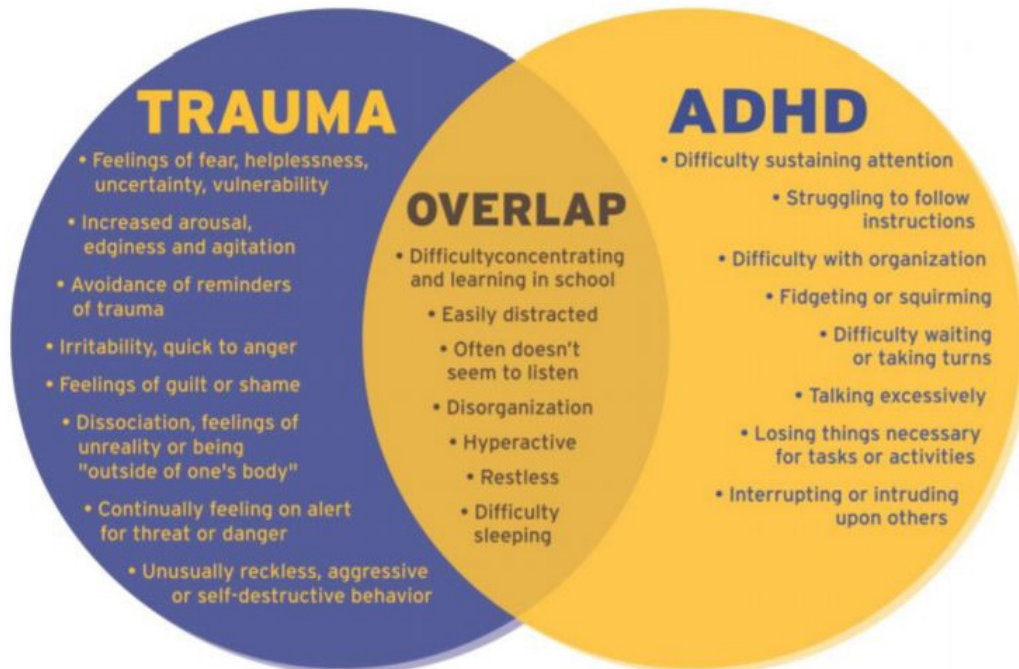 TRAUMA
• Feelings of fear, helplessness,
uncertainty, vulnerability
• Increased arousal,
edginess and agitation
• Avoidance of reminders
of trauma
• Irritability, quick to anger
• Feelings of guilt or shame
• Dissociation, feelings of
unreality or being
"outside of one's body"
• Continually feeling on alert
for threat or danger
• Unusually reckless, aggressive
or self-destructive behavior
OVERLAP
• Difficultyconcentrating
and learning in school
• Easily distracted
• Often doesn't
seem to listen
• Disorganization
• Hyperactive
• Restless
• Difficulty
sleeping
ADHD
• Difficulty sustaining attention
• Struggling to follow
instructions
• Difficulty with organization
• Fidgeting or squirming
• Difficulty waiting
or taking turns
• Talking excessively
• Losing things necessary
for tasks or activities
• Interrupting or intruding
upon others